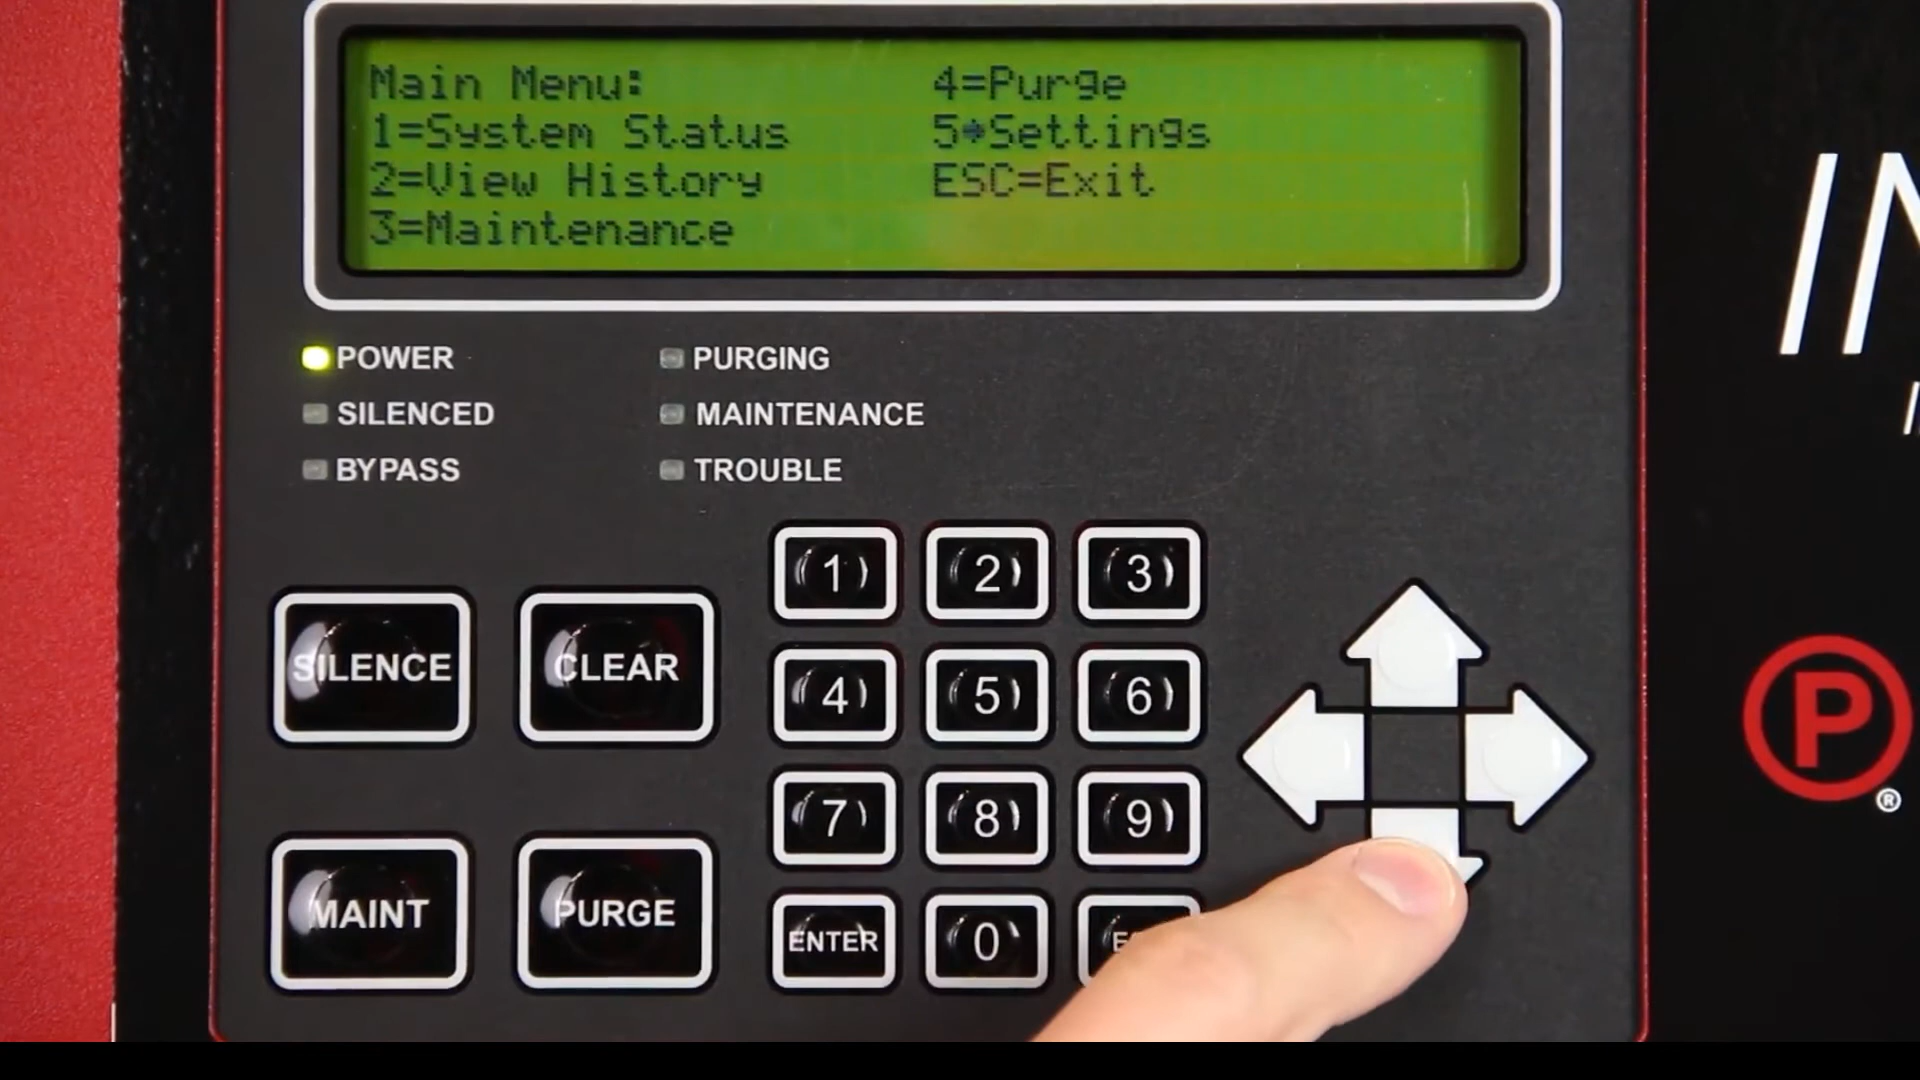 Main Menu:
1=System Status
2=View History
3=Maintenance
4=Purge
5→Settings
ESC=Exit
POWER
SILENCED
BYPASS
PURGING
MAINTENANCE
TROUBLE
SILENCE
CLEAR
MAINT
PURGE
1 2 3
4 5 6
7 8 9
ENTER 0
P
®